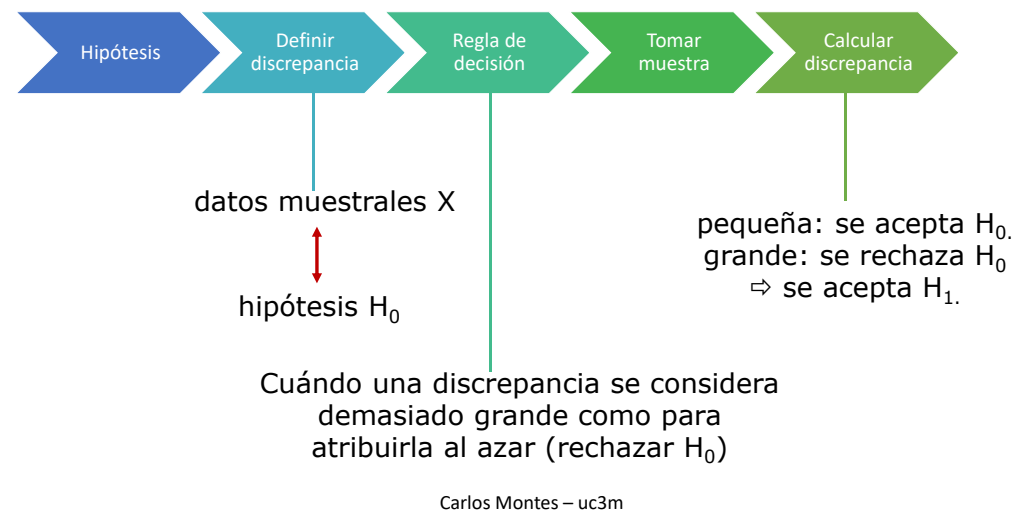 Hipótesis
Definir
discrepancia
Regla de
decisión
Tomar
muestra
Calcular
discrepancia
datos muestrales X
hipótesis H₀
Cuándo una discrepancia se considera
demasiado grande como para
atribuirla al azar (rechazar H₀)
pequeña: se acepta H₀.
grande: se rechaza H₀
⇨ se acepta H₁.
Carlos Montes – uc3m